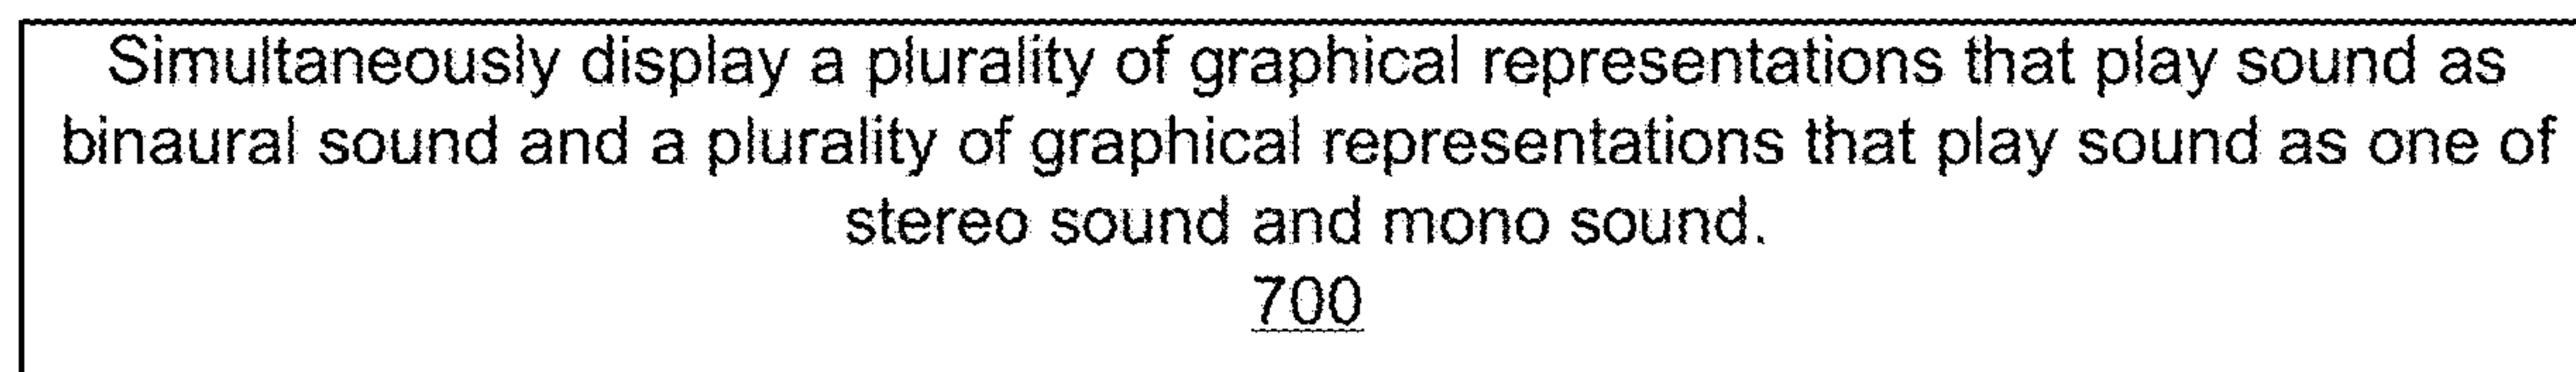 Simultaneously display a plurality of graphical representations that play sound as
binaural sound and a plurality of graphical representations that play sound as one of
stereo sound and mono sound.
700